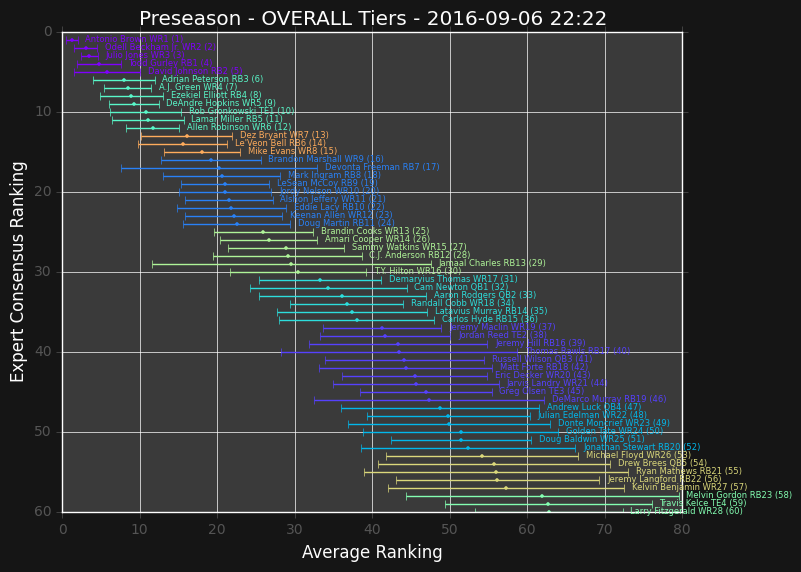 Preseason - OVERALL Tiers - 2016-09-06 22:22
Expert Consensus Ranking
0
10
20
30
40
50
60
Adrian Peterson RB3 (6)
A.J. Green WR4 (7)
Ezekiel Elliott RB4 (8)
DeAndre Hopkins WR5 (9)
Rob Gronkowski TE1 (10)
Lamar Miller RB5 (11)
Allen Robinson WR6 (12)
Dez Bryant WR7 (13)
Le'Veon Bell RB6 (14)
Mike Evans WR8 (15)
Brandon Marshall WR9 (16)
Devonta Freeman RB7 (17)
Mark Ingram RB8 (18)
LeSean McCoy RB9 (19)
Jordy Nelson WR10 (20)
Alshon Jeffery WR11 (21)
Eddie Lacy RB10 (22)
Keenan Allen WR12 (23)
Doug Martin RB11 (24)
Brandin Cooks WR13 (25)
Amari Cooper WR14 (26)
Sammy Watkins WR15 (27)
C.J. Anderson RB12 (28)
Jamaal Charles RB13 (29)
T.Y. Hilton WR16 (30)
Demaryius Thomas WR17 (31)
Cam Newton QB1 (32)
Aaron Rodgers QB2 (33)
Randall Cobb WR18 (34)
Latavius Murray RB14 (35)
Carlos Hyde RB15 (36)
Jeremy Maclin WR19 (37)
Jordan Reed TE2 (38)
Jeremy Hill RB16 (39)
Thomas Rawls RB17 (40)
Russell Wilson QB3 (41)
Matt Forte RB18 (42)
Eric Decker WR20 (43)
Jarvis Landry WR21 (44)
Greg Olsen TE3 (45)
DeMarco Murray RB19 (46)
Andrew Luck QB4 (47)
Julian Edelman WR22 (48)
Donte Moncrief WR23 (49)
Golden Tate WR24 (50)
Doug Baldwin WR25 (51)
Jonathan Stewart RB20 (52)
Michael Floyd WR26 (53)
Drew Brees QB5 (54)
Ryan Mathews RB21 (55)
Jeremy Langford RB22 (56)
Kelvin Benjamin WR27 (57)
Melvin Gordon RB23 (58)
Travis Kelce TE4 (59)
Larry Fitzgerald WR28 (60)
0 10 20 30 40 50 60 70 80
Average Ranking